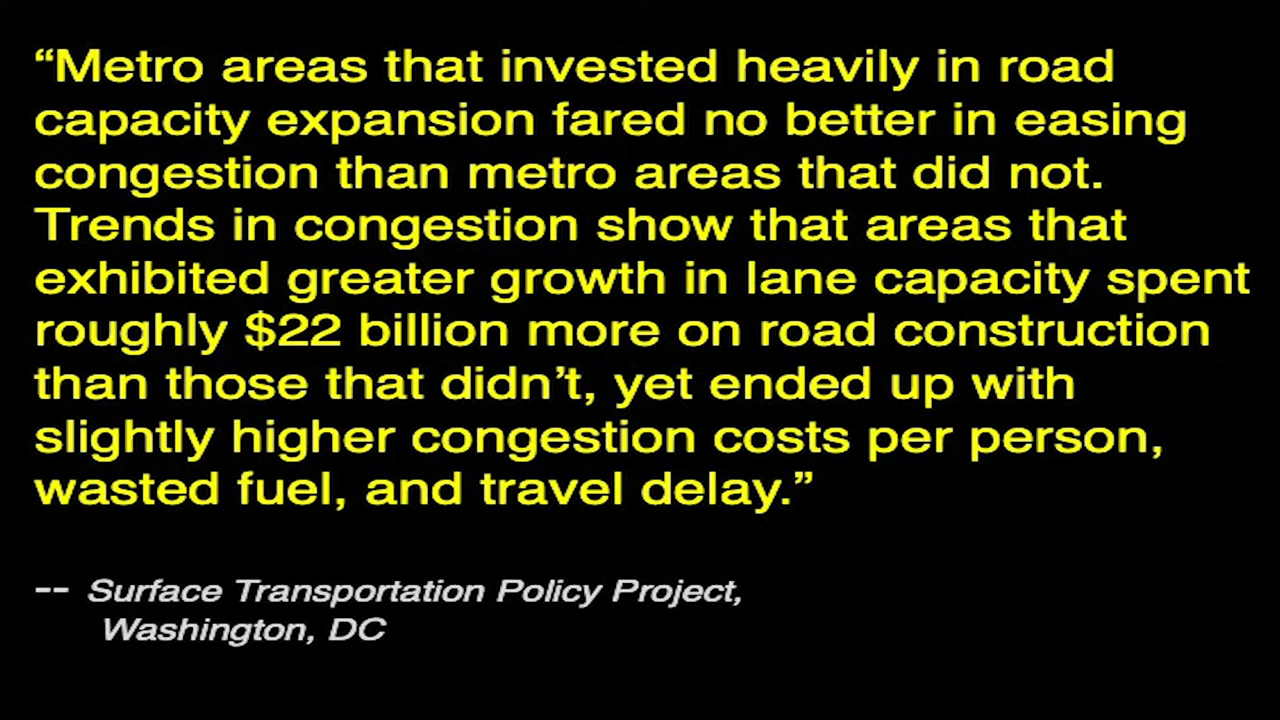 “Metro areas that invested heavily in road
capacity expansion fared no better in easing
congestion than metro areas that did not.
Trends in congestion show that areas that
exhibited greater growth in lane capacity spent
roughly $22 billion more on road construction
than those that didn’t, yet ended up with
slightly higher congestion costs per person,
wasted fuel, and travel delay.”
-- Surface Transportation Policy Project,
Washington, DC